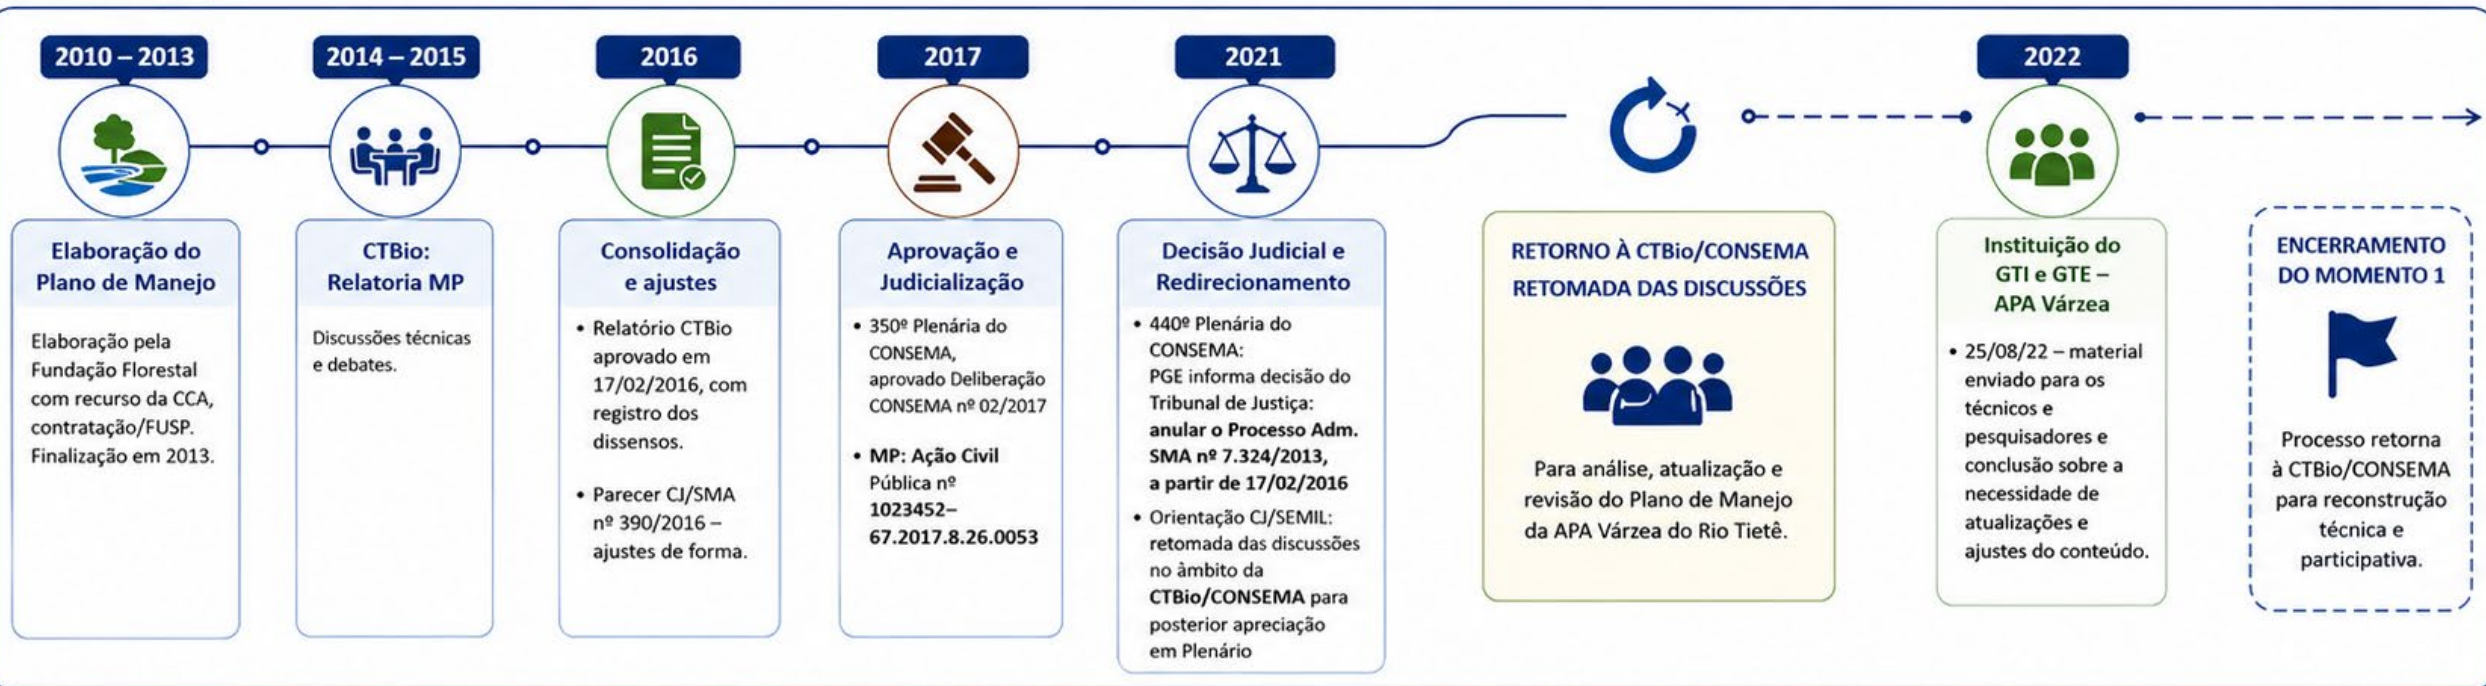 2010 – 2013
Elaboração do
Plano de Manejo
Elaboração pela
Fundação Florestal
com recurso da CCA,
contratação/FUSP.
Finalização em 2013.
2014 – 2015
CTBio:
Relatoria MP
Discussões técnicas
e debates.
2016
Consolidação
e ajustes
• Relatório CTBio
aprovado em
17/02/2016, com
registro dos
dissensos.
• Parecer CJ/SMA
nº 390/2016 –
ajustes de forma.
2017
Aprovação e
Judicialização
• 350º Plenária do
CONSEMA,
aprovado Deliberação
CONSEMA nº 02/2017
• MP: Ação Civil
Pública nº
1023452–
67.2017.8.26.0053
2021
Decisão Judicial e
Redirecionamento
• 440º Plenária do
CONSEMA:
PGE informa decisão do
Tribunal de Justiça:
anular o Processo Adm.
SMA nº 7.324/2013,
a partir de 17/02/2016
• Orientação CJ/SEMIL:
retomada das discussões
no âmbito da
CTBio/CONSEMA para
posterior apreciação
em Plenário
RETORNO À CTBio/CONSEMA
RETOMADA DAS DISCUSSÕES
Para análise, atualização e
revisão do Plano de Manejo
da APA Várzea do Rio Tietê.
2022
Instituição do
GTI e GTE –
APA Várzea
• 25/08/22 – material
enviado para os
técnicos e
pesquisadores e
conclusão sobre a
necessidade de
atualizações e
ajustes do conteúdo.
ENCERRAMENTO
DO MOMENTO 1
Processo retorna
à CTBio/CONSEMA
para reconstrução
técnica e
participativa.